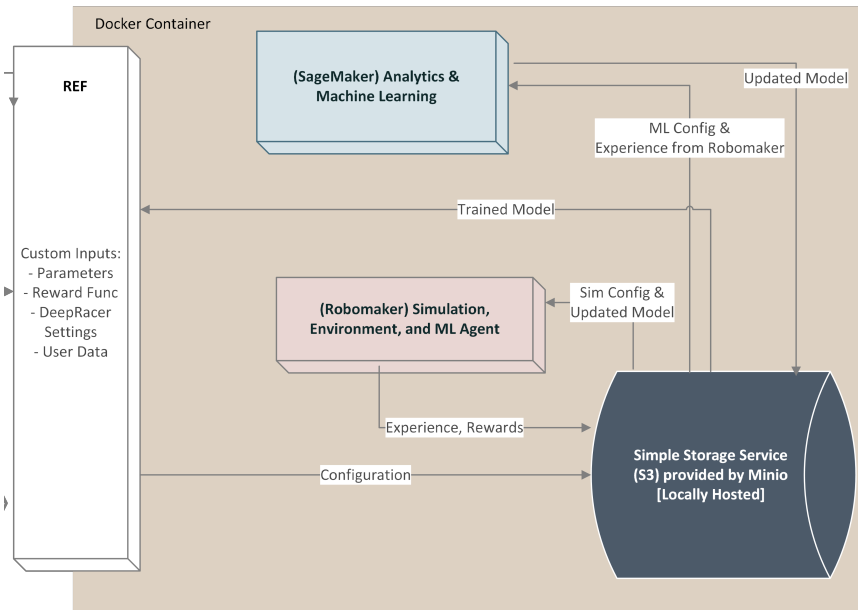 Docker Container
REF
(SageMaker) Analytics &
Machine Learning
Updated Model
ML Config &
Experience from Robomaker
Trained Model
Custom Inputs:
- Parameters
- Reward Func
- DeepRacer
Settings
- User Data
(Robomaker) Simulation,
Environment, and ML Agent
Sim Config &
Updated Model
Experience, Rewards
Configuration
Simple Storage Service
(S3) provided by Minio
[Locally Hosted]